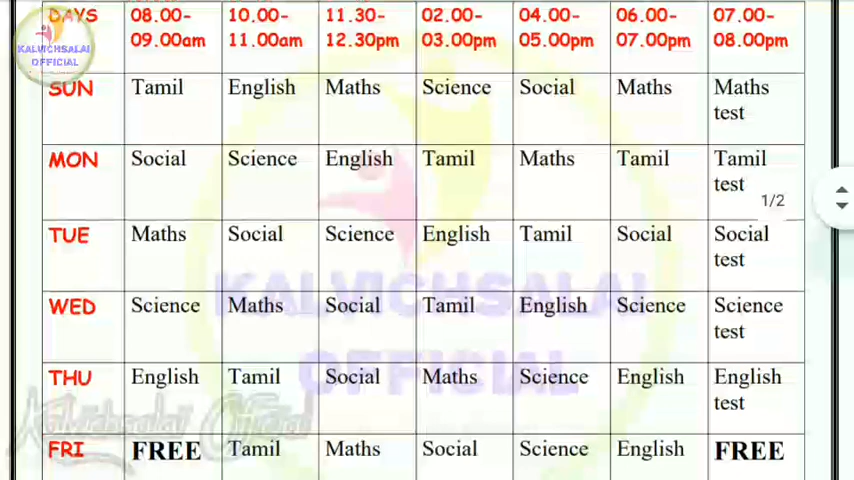 DAYS 08.00- 10.00- 11.30- 02.00- 04.00- 06.00- 07.00-
09.00am 11.00am 12.30pm 03.00pm 05.00pm 07.00pm 08.00pm
KALVICHSALAI
OFFICIAL
SUN Tamil English Maths Science Social Maths Maths
test
MON Social Science English Tamil Maths Tamil Tamil
test
1/2
TUE Maths Social Science English Tamil Social Social
test
KALVICHSALAI
WED Science Maths Social Tamil English Science Science
test
OFFICIAL
THU English Tamil Social Maths Science English English
test
Kalvichsalai Official
FRI FREE Tamil Maths Social Science English FREE